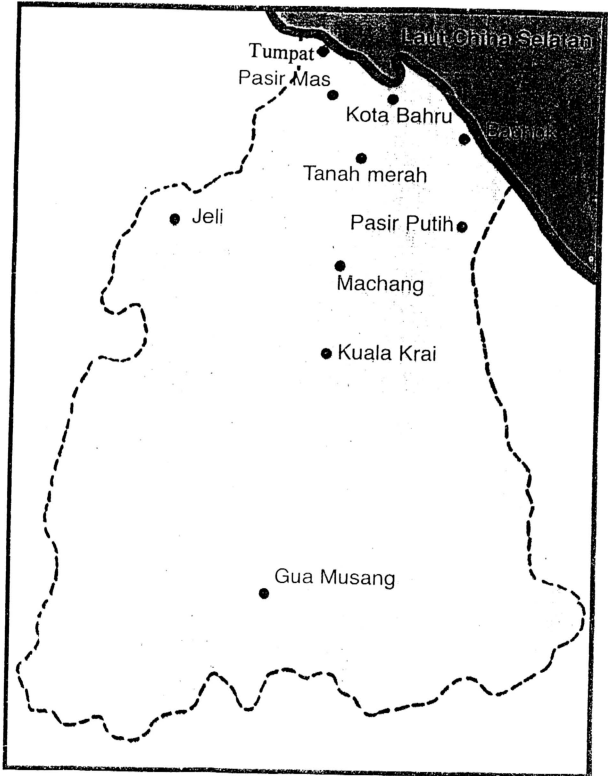 Laut China Selatan
Tumpat
Pasir Mas
Kota Bahru
Bachok
Tanah merah
Jeli
Pasir Putih
Machang
Kuala Krai
Gua Musang